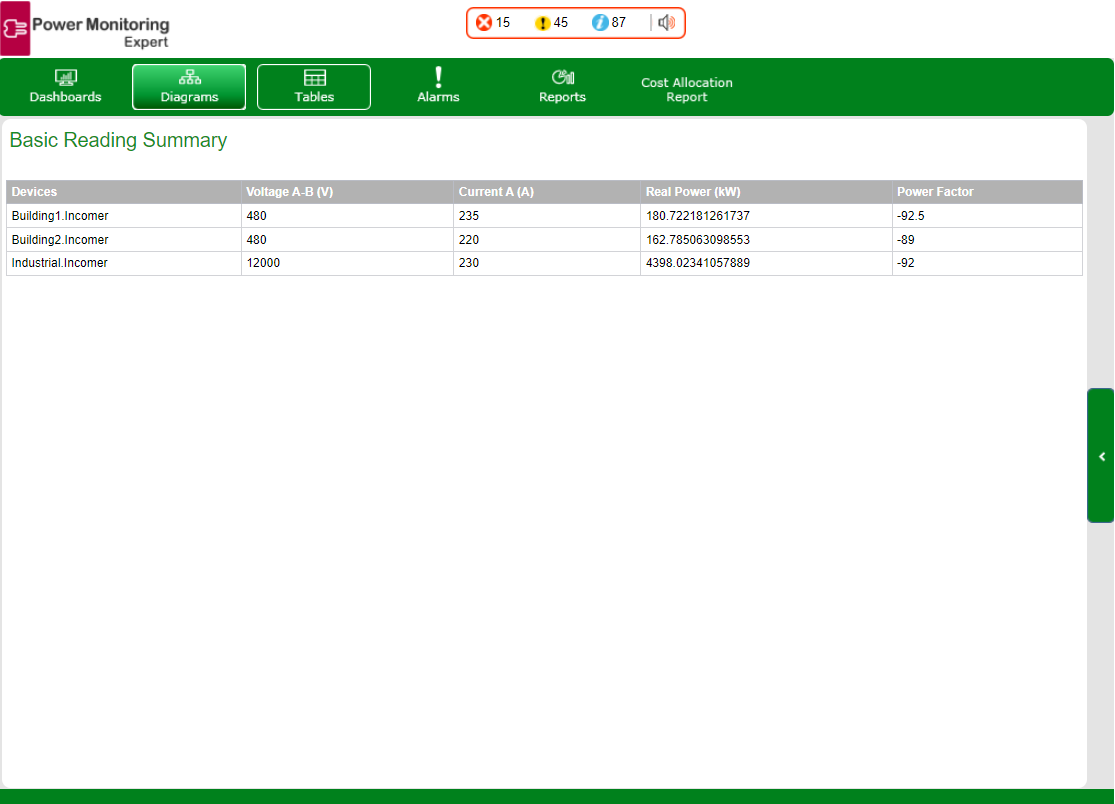 Power Monitoring
Expert
15 45 87
Dashboards Diagrams Tables Alarms Reports Cost Allocation
Report
Basic Reading Summary
Devices Voltage A-B (V) Current A (A) Real Power (kW) Power Factor
Building1.Incomer 480 235 180.722181261737 -92.5
Building2.Incomer 480 220 162.785063098553 -89
Industrial.Incomer 12000 230 4398.02341057889 -92